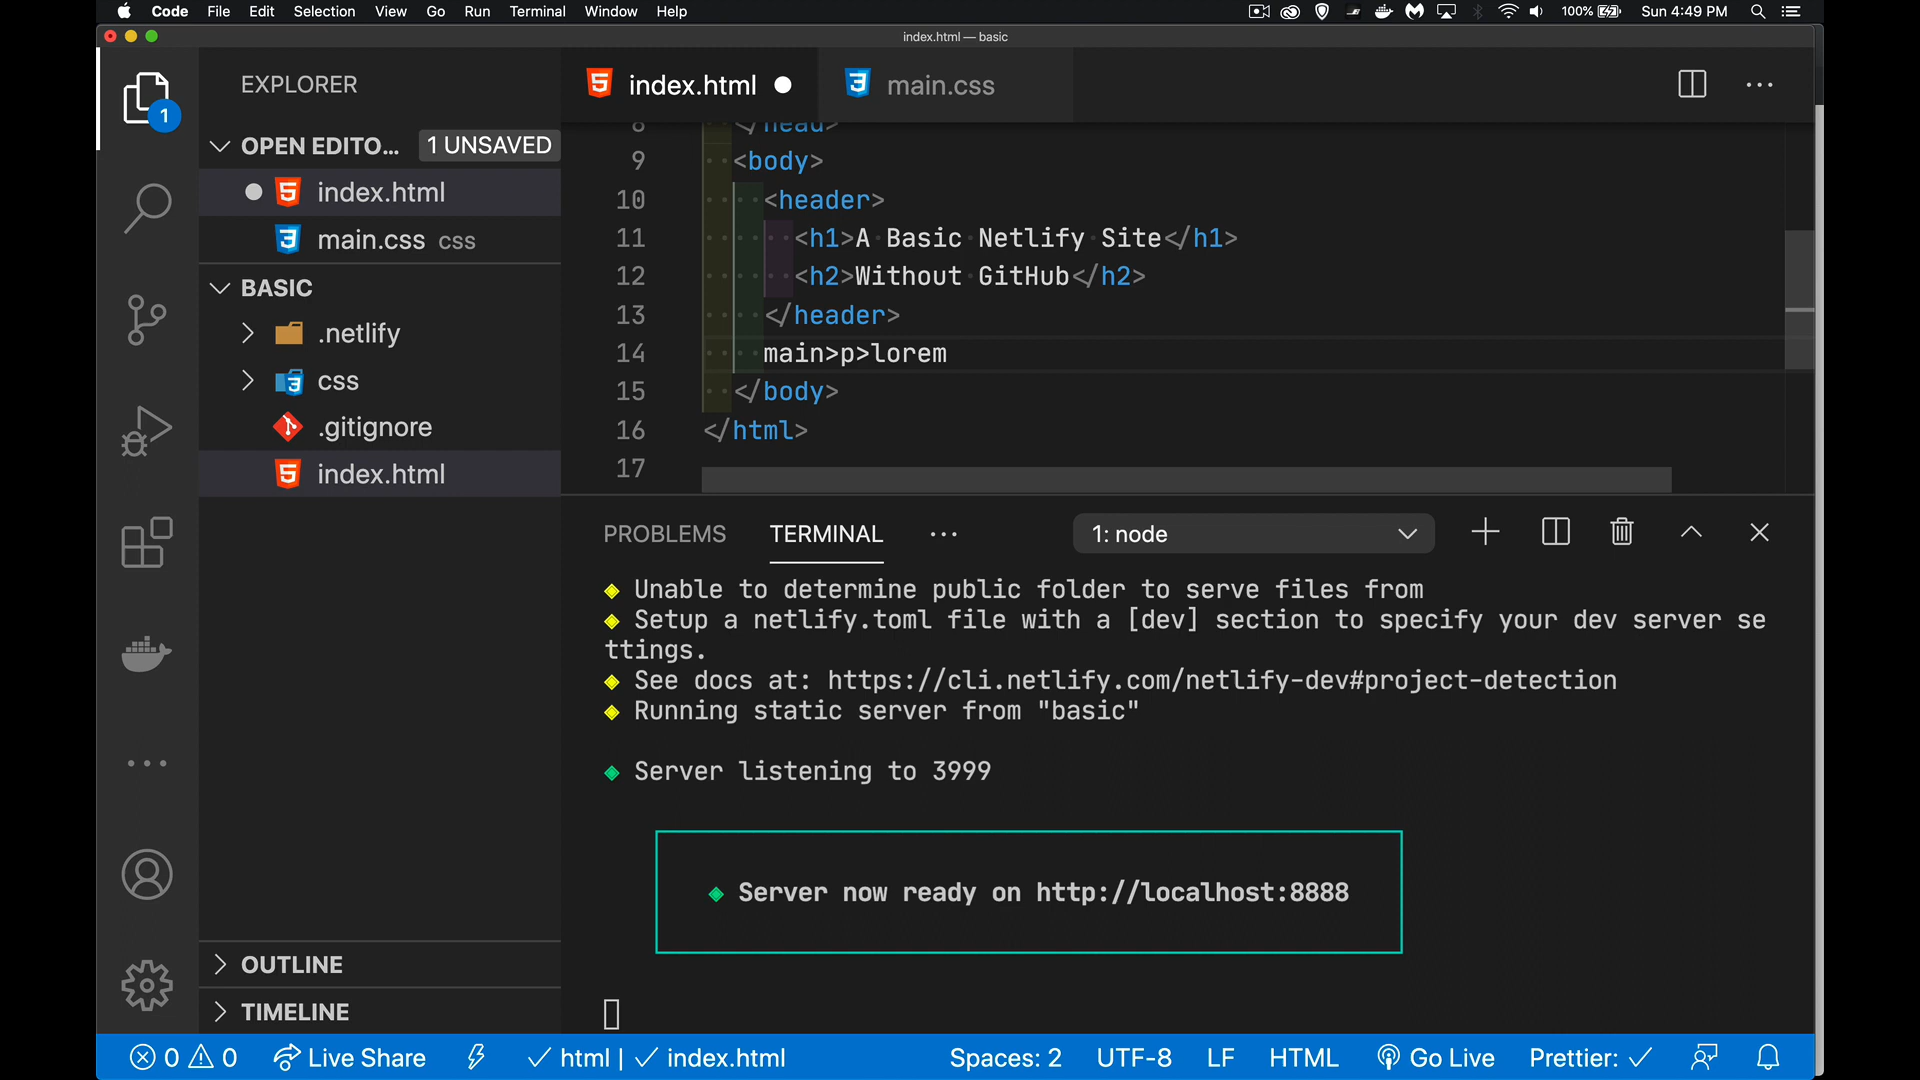 Code File Edit Selection View Go Run Terminal Window Help 100% Sun 4:49 PM
index.html — basic
EXPLORER
OPEN EDITO... 1 UNSAVED
index.html
main.css css
BASIC
.netlify
css
.gitignore
index.html
OUTLINE
TIMELINE
1
index.html main.css
8 </head>
9 <body>
10 <header>
11 <h1>A Basic Netlify Site</h1>
12 <h2>Without GitHub</h2>
13 </header>
14 main>p>lorem
15 </body>
16 </html>
17
PROBLEMS TERMINAL ... 1: node
Unable to determine public folder to serve files from
Setup a netlify.toml file with a [dev] section to specify your dev server se
ttings.
See docs at: https://cli.netlify.com/netlify-dev#project-detection
Running static server from "basic"
Server listening to 3999
Server now ready on http://localhost:8888
0 0 Live Share html | index.html Spaces: 2 UTF-8 LF HTML Go Live Prettier: